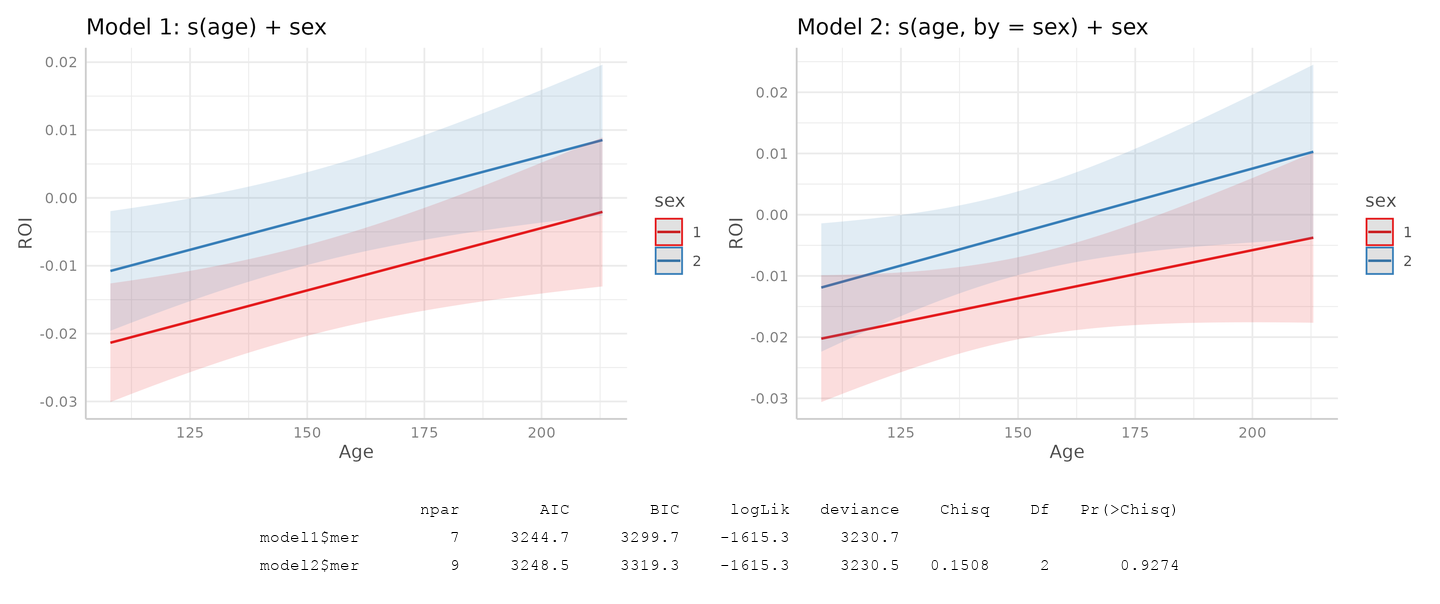 Model 1: s(age) + sex
0.02
0.01
0.00
-0.01
-0.02
-0.03
ROI
125 150 175 200
Age
sex
1
2
Model 2: s(age, by = sex) + sex
0.02
0.01
0.00
-0.01
-0.02
-0.03
ROI
125 150 175 200
Age
sex
1
2
npar AIC BIC logLik deviance Chisq Df Pr(>Chisq)
model1$mer 7 3244.7 3299.7 -1615.3 3230.7
model2$mer 9 3248.5 3319.3 -1615.3 3230.5 0.1508 2 0.9274